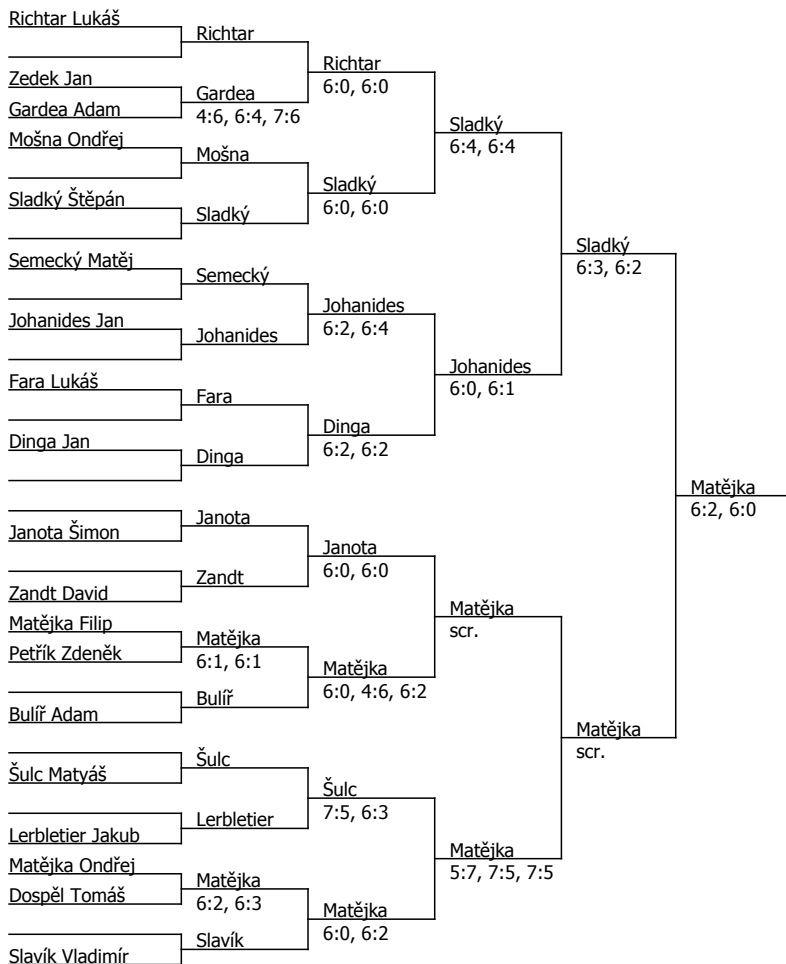 Richtar Lukáš
Richtar
Richtar
6:0, 6:0
Zedek Jan
Gardea
4:6, 6:4, 7:6
Gardea Adam
Sladký
6:4, 6:4
Mošna Ondřej
Mošna
Sladký
6:0, 6:0
Sladký Štěpán
Sladký
Sladký
6:3, 6:2
Semecký Matěj
Semecký
Johanides
6:2, 6:4
Johanides Jan
Johanides
Johanides
6:0, 6:1
Fara Lukáš
Fara
Dinga
6:2, 6:2
Dinga Jan
Dinga
Matějka
6:2, 6:0
Janota
Janota Šimon
Janota
6:0, 6:0
Zandt
Zandt David
Matějka
scr.
Matějka Filip
Matějka
6:1, 6:1
Petřík Zdeněk
Matějka
6:0, 4:6, 6:2
Bulíř
Bulíř Adam
Matějka
scr.
Šulc
Šulc Matyáš
Šulc
7:5, 6:3
Lerbletier
Lerbletier Jakub
Matějka
5:7, 7:5, 7:5
Matějka Ondřej
Matějka
6:2, 6:3
Dospěl Tomáš
Matějka
6:0, 6:2
Slavík
Slavík Vladimír